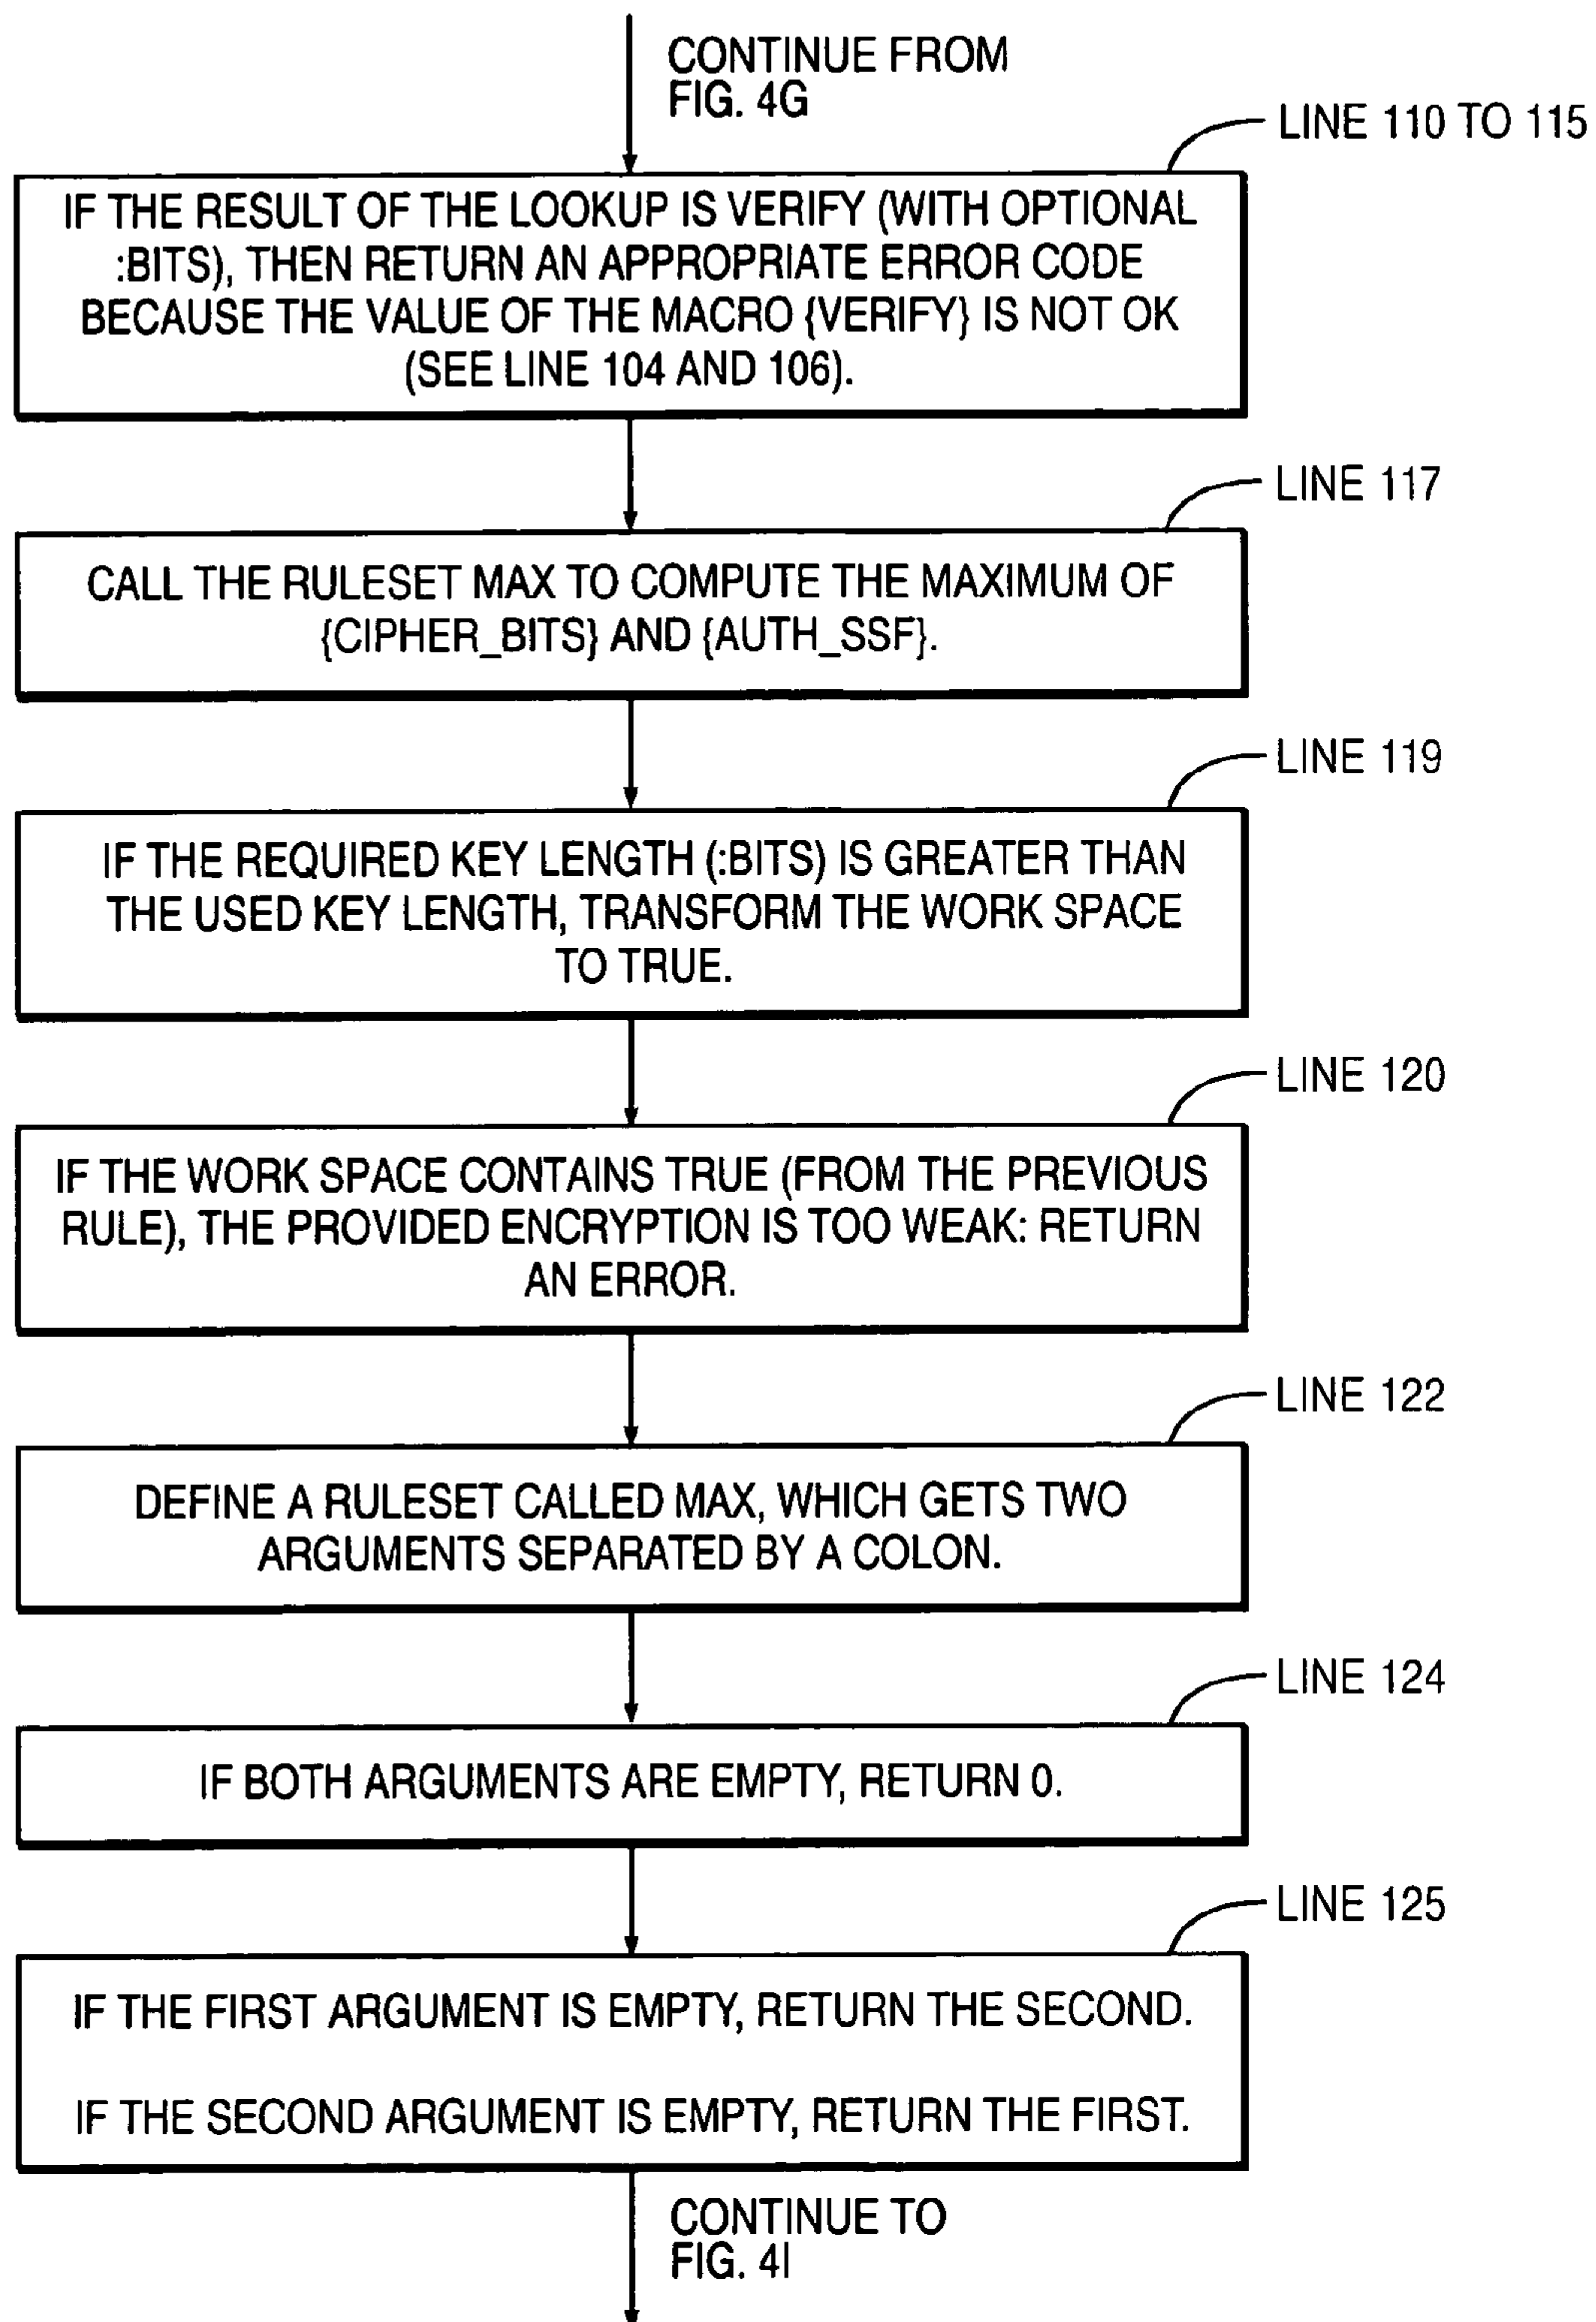 CONTINUE FROM
FIG. 4G
LINE 110 TO 115
IF THE RESULT OF THE LOOKUP IS VERIFY (WITH OPTIONAL
:BITS), THEN RETURN AN APPROPRIATE ERROR CODE
BECAUSE THE VALUE OF THE MACRO {VERIFY} IS NOT OK
(SEE LINE 104 AND 106).
LINE 117
CALL THE RULESET MAX TO COMPUTE THE MAXIMUM OF
{CIPHER_BITS} AND {AUTH_SSF}.
LINE 119
IF THE REQUIRED KEY LENGTH (:BITS) IS GREATER THAN
THE USED KEY LENGTH, TRANSFORM THE WORK SPACE
TO TRUE.
LINE 120
IF THE WORK SPACE CONTAINS TRUE (FROM THE PREVIOUS
RULE), THE PROVIDED ENCRYPTION IS TOO WEAK: RETURN
AN ERROR.
LINE 122
DEFINE A RULESET CALLED MAX, WHICH GETS TWO
ARGUMENTS SEPARATED BY A COLON.
LINE 124
IF BOTH ARGUMENTS ARE EMPTY, RETURN 0.
LINE 125
IF THE FIRST ARGUMENT IS EMPTY, RETURN THE SECOND.
IF THE SECOND ARGUMENT IS EMPTY, RETURN THE FIRST.
CONTINUE TO
FIG. 4I